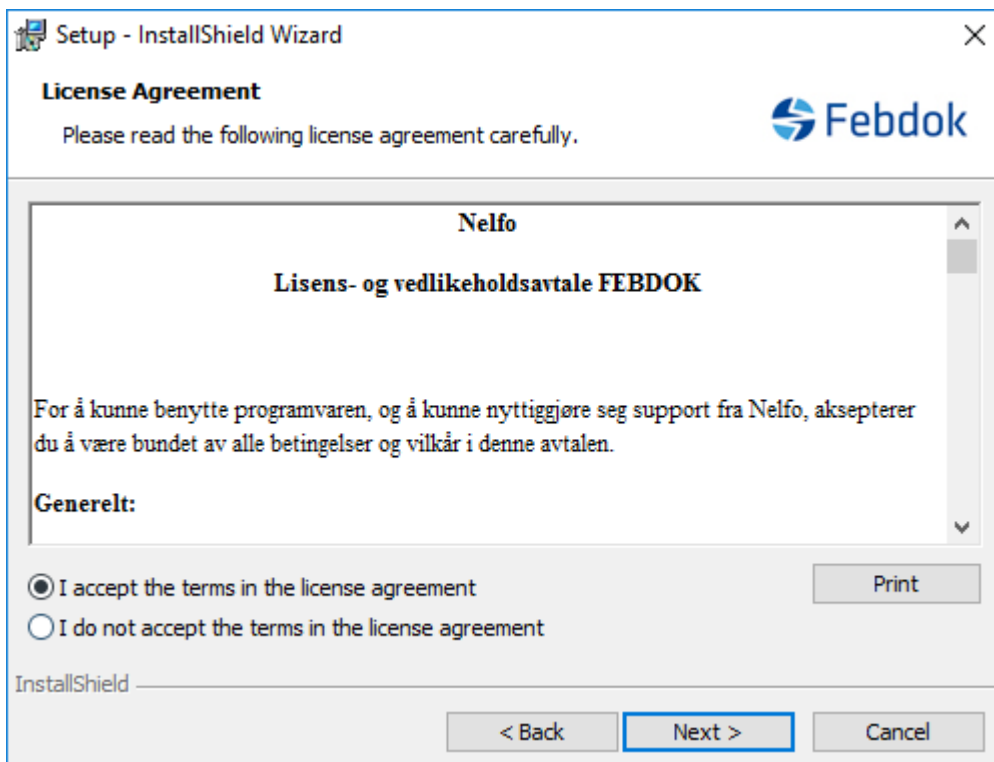 Setup - InstallShield Wizard
License Agreement
Please read the following license agreement carefully.
Febdok
Nelfo
Lisens- og vedlikeholdsavtale FEBDOK
For å kunne benytte programvaren, og å kunne nyttiggjøre seg support fra Nelfo, aksepterer
du å være bundet av alle betingelser og vilkår i denne avtalen.
Generelt:
I accept the terms in the license agreement
Print
I do not accept the terms in the license agreement
InstallShield
< Back
Next >
Cancel